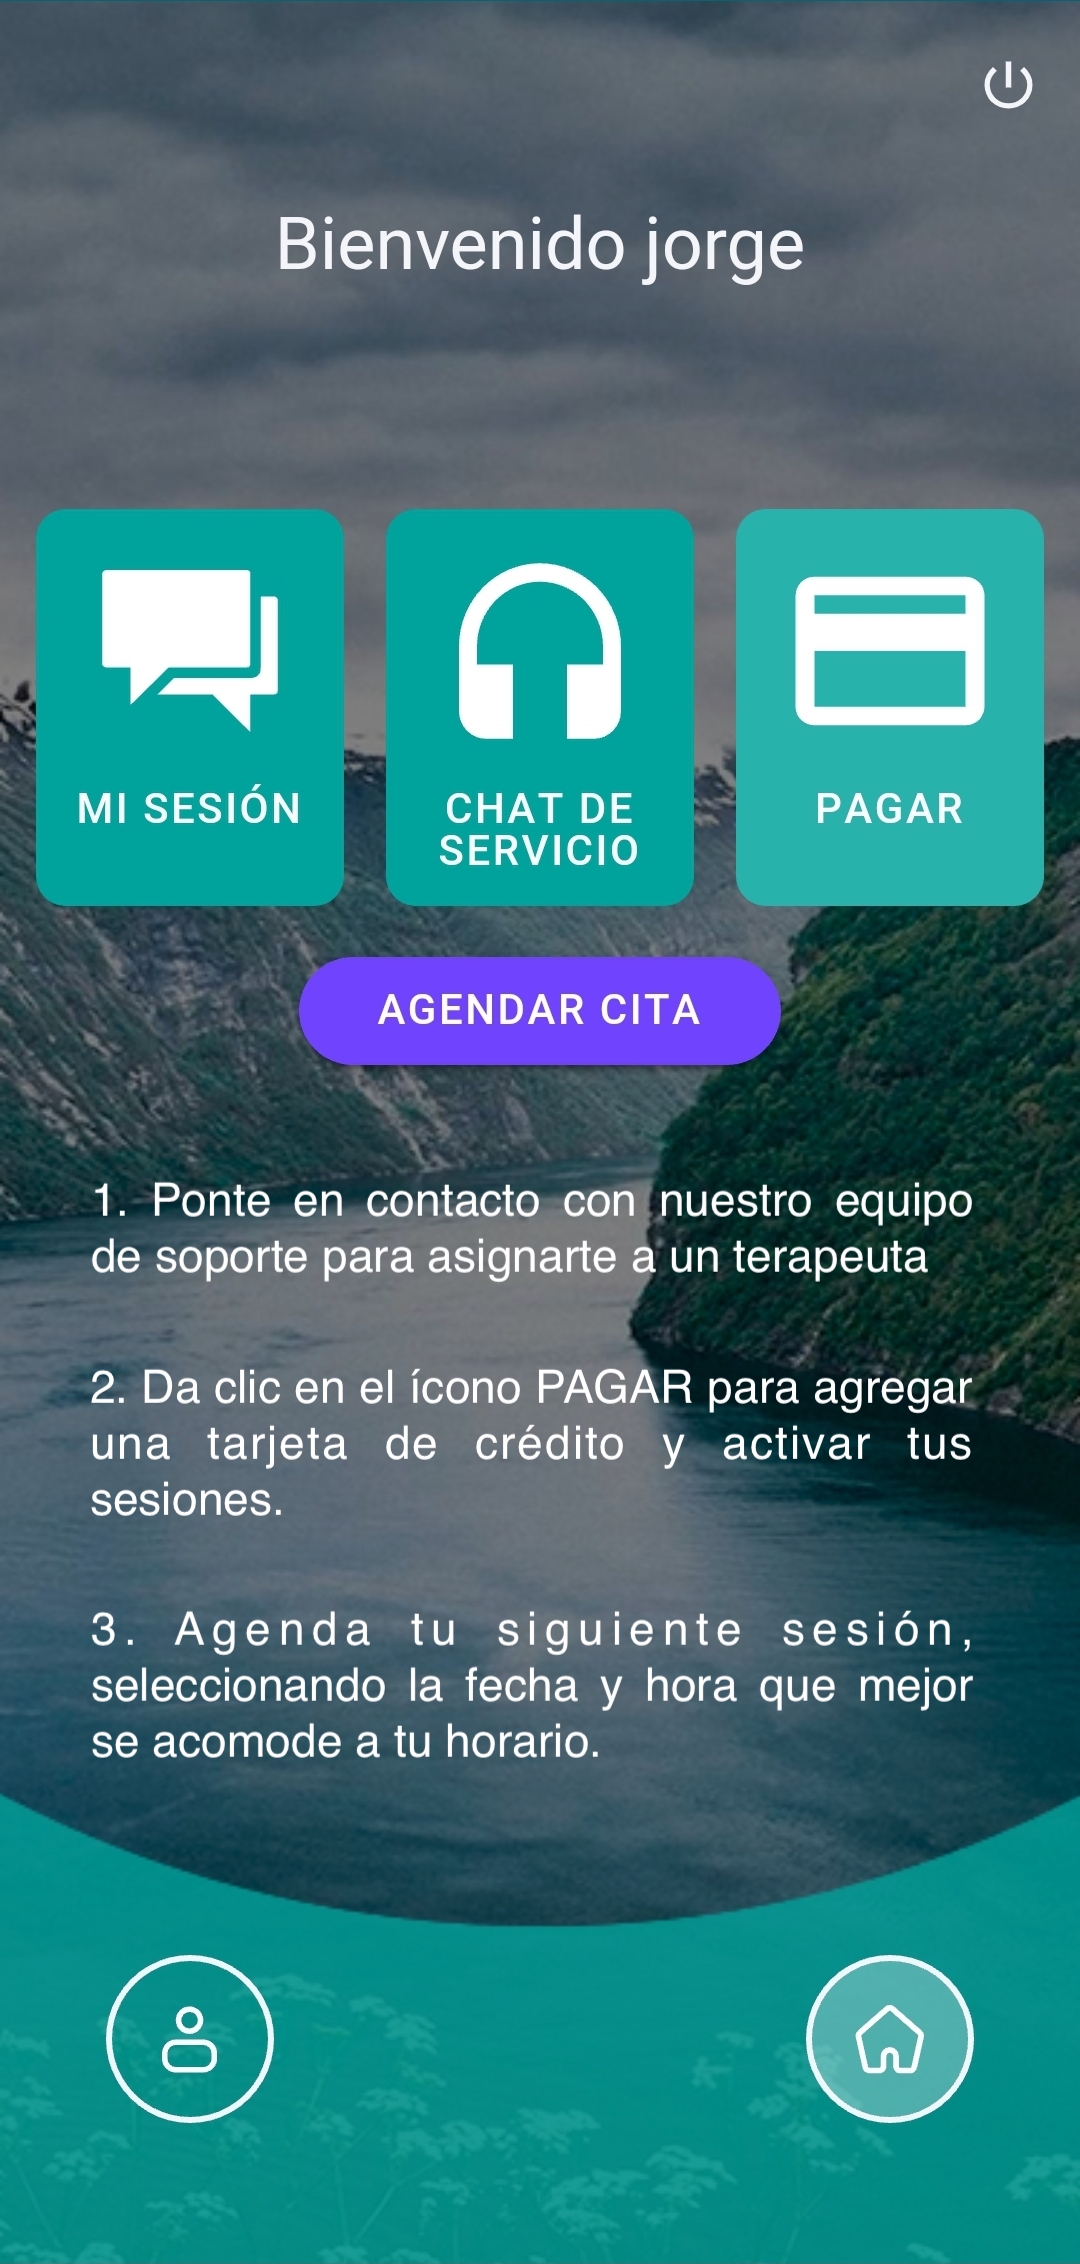 Bienvenido jorge
MI SESIÓN
CHAT DE
SERVICIO
PAGAR
AGENDAR CITA
1. Ponte en contacto con nuestro equipo
de soporte para asignarte a un terapeuta
2. Da clic en el ícono PAGAR para agregar
una tarjeta de crédito y activar tus
sesiones.
3. Agenda tu siguiente sesión,
seleccionando la fecha y hora que mejor
se acomode a tu horario.